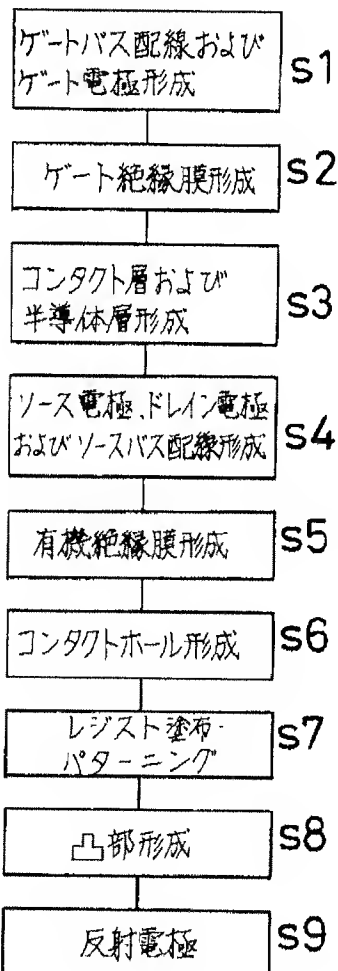 ゲートバス配線および
ゲート電極形成
s1
ゲート絶縁膜形成
s2
コンタクト層および
半導体層形成
s3
ソース電極、ドレイン電極
およびソースバス配線形成
s4
有機絶縁膜形成
s5
コンタクトホール形成
s6
レジスト塗布・
パターニング
s7
凸部形成
s8
反射電極
s9